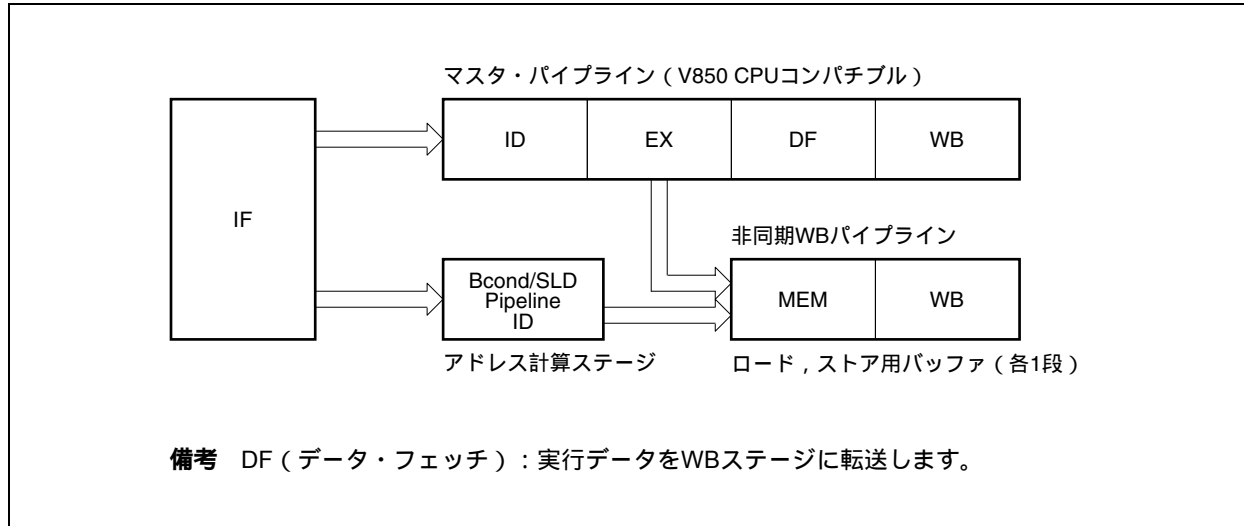 マスタ・パイプライン（V850 CPUコンパチブル）
ID
EX
DF
WB
IF
非同期WBパイプライン
Bcond/SLD
Pipeline
ID
MEM
WB
アドレス計算ステージ
ロード，ストア用バッファ（各1段）
備考 DF（データ・フェッチ）：実行データをWBステージに転送します。